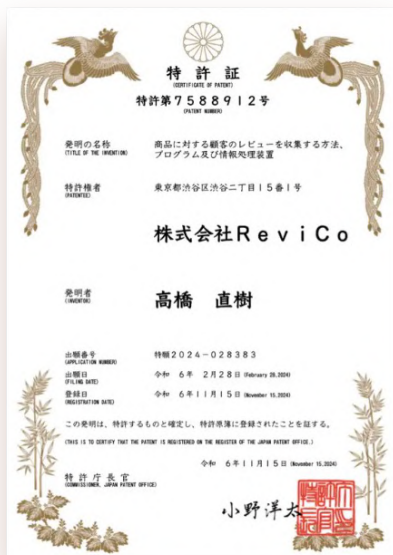 特許証
(CERTIFICATE OF PATENT)
特許第7588912号
(PATENT NUMBER)
発明の名称 商品に対する顧客のレビューを収集する方法、
(TITLE OF THE INVENTION) プログラム及び情報処理装置
特許権者 東京都渋谷区渋谷二丁目15番1号
(PATENTEE)
株式会社ReviCo
発明者 高橋 直樹
(INVENTOR)
出願番号 特願2024-028383
(APPLICATION NUMBER)
出願日 令和 6年 2月28日(February 28,2024)
(FILING DATE)
登録日 令和 6年11月15日(November 15,2024)
(REGISTRATION DATE)
この発明は、特許するものと確定し、特許原簿に登録されたことを証する。
(THIS IS TO CERTIFY THAT THE PATENT IS REGISTERED ON THE REGISTER OF THE JAPAN PATENT OFFICE.)
令和 6年11月15日(November 15,2024)
特許庁長官
(COMMISSIONER, JAPAN PATENT OFFICE)
小野洋太